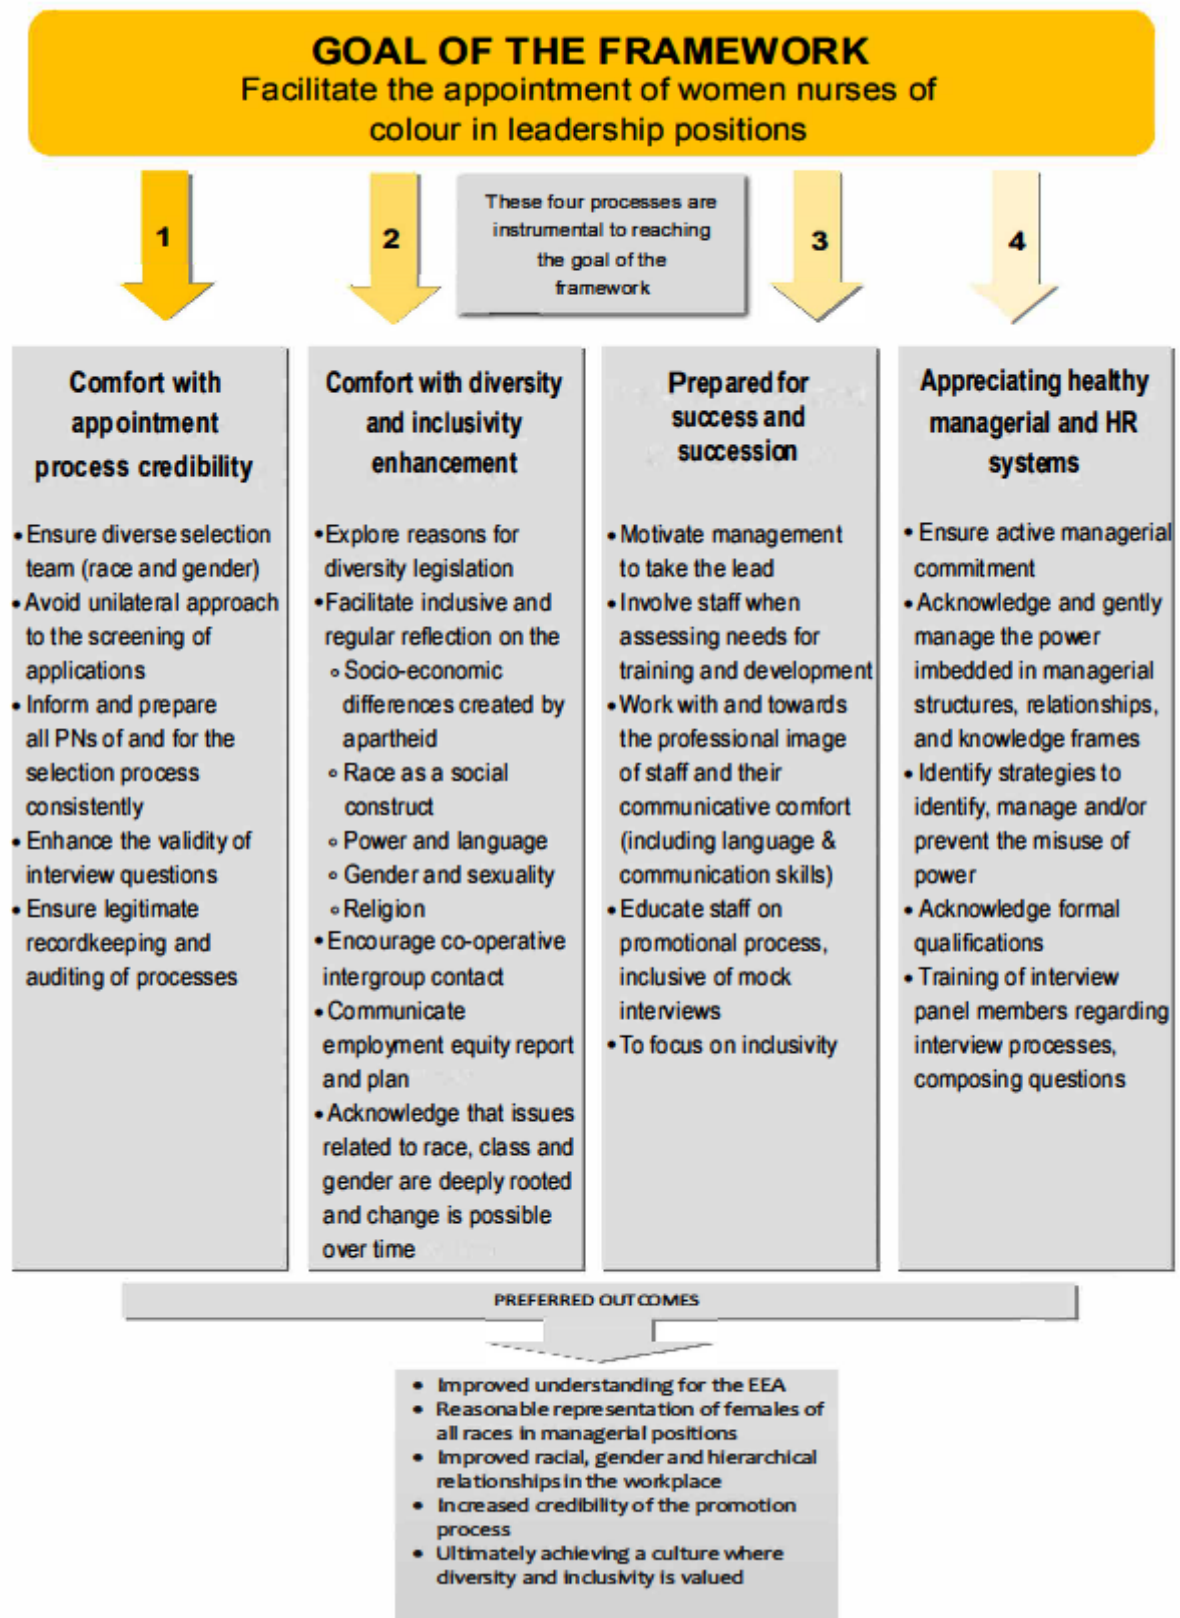 GOAL OF THE FRAMEWORK
Facilitate the appointment of women nurses of
colour in leadership positions
1
2
These four processes are
instrumental to reaching
the goal of the
framework
3
4
Comfort with
appointment
process credibility
• Ensure diverse selection
team (race and gender)
• Avoid unilateral approach
to the screening of
applications
• Inform and prepare
all PNs of and for the
selection process
consistently
• Enhance the validity of
interview questions
• Ensure legitimate
recordkeeping and
auditing of processes
Comfort with diversity
and inclusivity
enhancement
• Explore reasons for
diversity legislation
• Facilitate inclusive and
regular reflection on the
∘ Socio-economic
differences created by
apartheid
∘ Race as a social
construct
∘ Power and language
∘ Gender and sexuality
∘ Religion
• Encourage co-operative
intergroup contact
• Communicate
employment equity report
and plan
• Acknowledge that issues
related to race, class and
gender are deeply rooted
and change is possible
over time
Prepared for
success and
succession
• Motivate management
to take the lead
• Involve staff when
assessing needs for
training and development
• Work with and towards
the professional image
of staff and their
communicative comfort
(including language &
communication skills)
• Educate staff on
promotional process,
inclusive of mock
interviews
• To focus on inclusivity
Appreciating healthy
managerial and HR
systems
• Ensure active managerial
commitment
• Acknowledge and gently
manage the power
imbedded in managerial
structures, relationships,
and knowledge frames
• Identify strategies to
identify, manage and/or
prevent the misuse of
power
• Acknowledge formal
qualifications
• Training of interview
panel members regarding
interview processes,
composing questions
PREFERRED OUTCOMES
• Improved understanding for the EEA
• Reasonable representation of females of
all races in managerial positions
• Improved racial, gender and hierarchical
relationships in the workplace
• Increased credibility of the promotion
process
• Ultimately achieving a culture where
diversity and inclusivity is valued